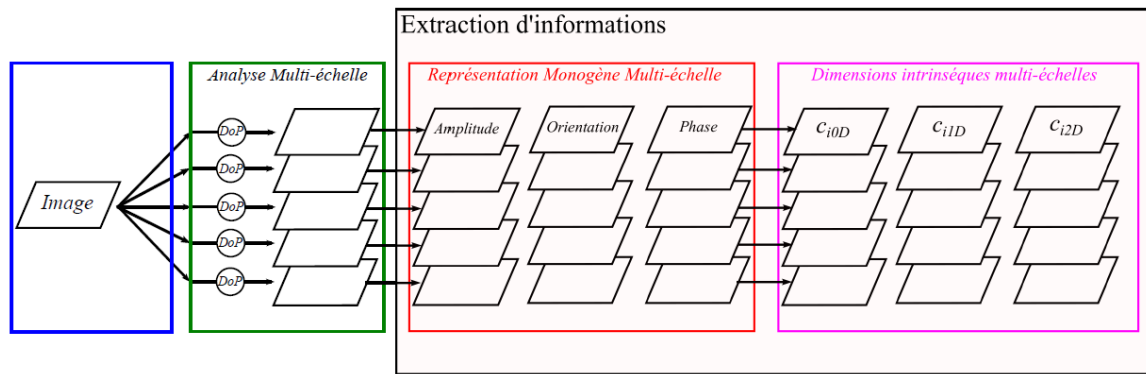 Extraction d'informations
Analyse Multi-échelle
Représentation Monogène Multi-échelle
Dimensions intrinséques multi-échelles
Image
DoP
DoP
DoP
DoP
DoP
Amplitude
Orientation
Phase
ci0D
ci1D
ci2D